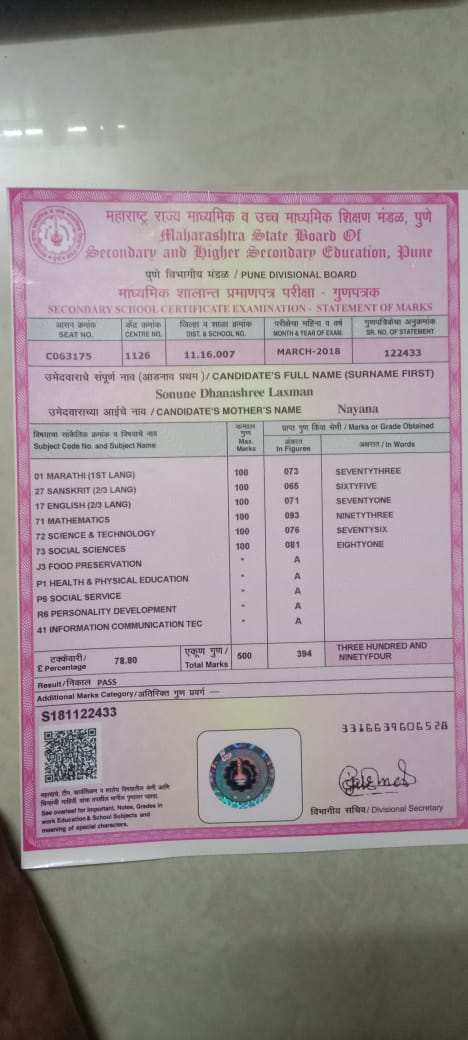 महाराष्ट्र राज्य माध्यमिक व उच्च माध्यमिक शिक्षण मंडळ, पुणे
Maharashtra State Board Of
Secondary and Higher Secondary Education, Pune
पुणे विभागीय मंडळ / PUNE DIVISIONAL BOARD
माध्यमिक शालान्त प्रमाणपत्र परीक्षा - गुणपत्रक
SECONDARY SCHOOL CERTIFICATE EXAMINATION - STATEMENT OF MARKS
आसन क्रमांक केंद्र क्रमांक जिल्हा व शाळा क्रमांक परीक्षेचा महिना व वर्ष गुणपत्रिकेचा अनुक्रमांक
SEAT NO. CENTRE NO. DIST. & SCHOOL NO. MONTH & YEAR OF EXAM. SR. NO. OF STATEMENT
C063175 1126 11.16.007 MARCH-2018 122433
उमेदवाराचे संपूर्ण नाव (आडनाव प्रथम) / CANDIDATE'S FULL NAME (SURNAME FIRST)
Sonune Dhanashree Laxman
उमेदवाराच्या आईचे नाव / CANDIDATE'S MOTHER'S NAME Nayana
विषयाचा सांकेतिक क्रमांक व विषयाचे नाव
Subject Code No. and Subject Name
कमाल गुण
Max. Marks
प्राप्त गुण किंवा श्रेणी / Marks or Grade Obtained
अंकात
In Figures
अक्षरात / In Words
01 MARATHI (1ST LANG) 100 073 SEVENTYTHREE
27 SANSKRIT (2/3 LANG) 100 065 SIXTYFIVE
17 ENGLISH (2/3 LANG) 100 071 SEVENTYONE
71 MATHEMATICS 100 093 NINETYTHREE
72 SCIENCE & TECHNOLOGY 100 076 SEVENTYSIX
73 SOCIAL SCIENCES 100 081 EIGHTYONE
J3 FOOD PRESERVATION * A
P1 HEALTH & PHYSICAL EDUCATION * A
P6 SOCIAL SERVICE * A
R6 PERSONALITY DEVELOPMENT * A
41 INFORMATION COMMUNICATION TEC * A
टक्केवारी/
£ Percentage 78.80
एकूण गुण /
Total Marks 500 394 THREE HUNDRED AND
NINETYFOUR
Result/निकाल PASS
Additional Marks Category/अतिरिक्त गुण प्रवर्ग —
S181122433
3316639606528
See overleaf for Important, Notes, Grades in
work Education & School Subjects and
meaning of special characters.
विभागीय सचिव / Divisional Secretary